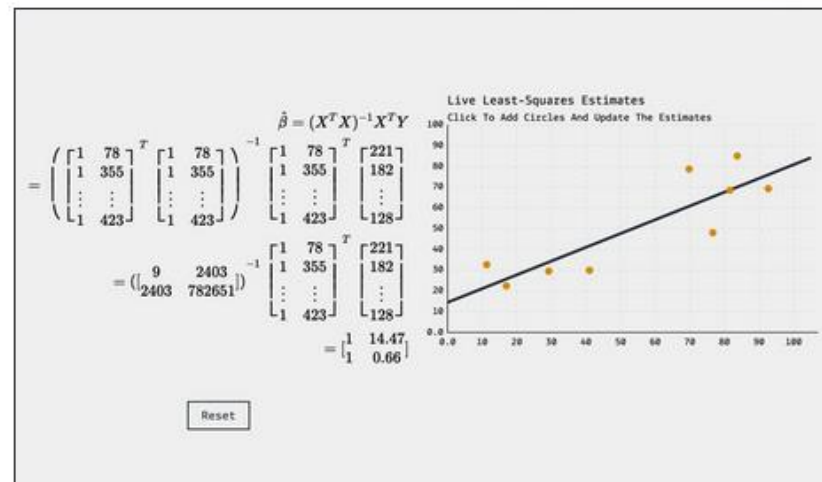 β̂ = (XᵀX)⁻¹XᵀY
= ([1 78
1 355
⋮ ⋮
1 423]ᵀ [1 78
1 355
⋮ ⋮
1 423])⁻¹ [1 78
1 355
⋮ ⋮
1 423]ᵀ [221
182
⋮
128]
= ([9 2403
2403 782651])⁻¹ [1 78
1 355
⋮ ⋮
1 423]ᵀ [221
182
⋮
128]
= [1 14.47
1 0.66]
Reset
Live Least-Squares Estimates
Click To Add Circles And Update The Estimates
100
90
80
70
60
50
40
30
20
10
0.0
0.0 10 20 30 40 50 60 70 80 90 100